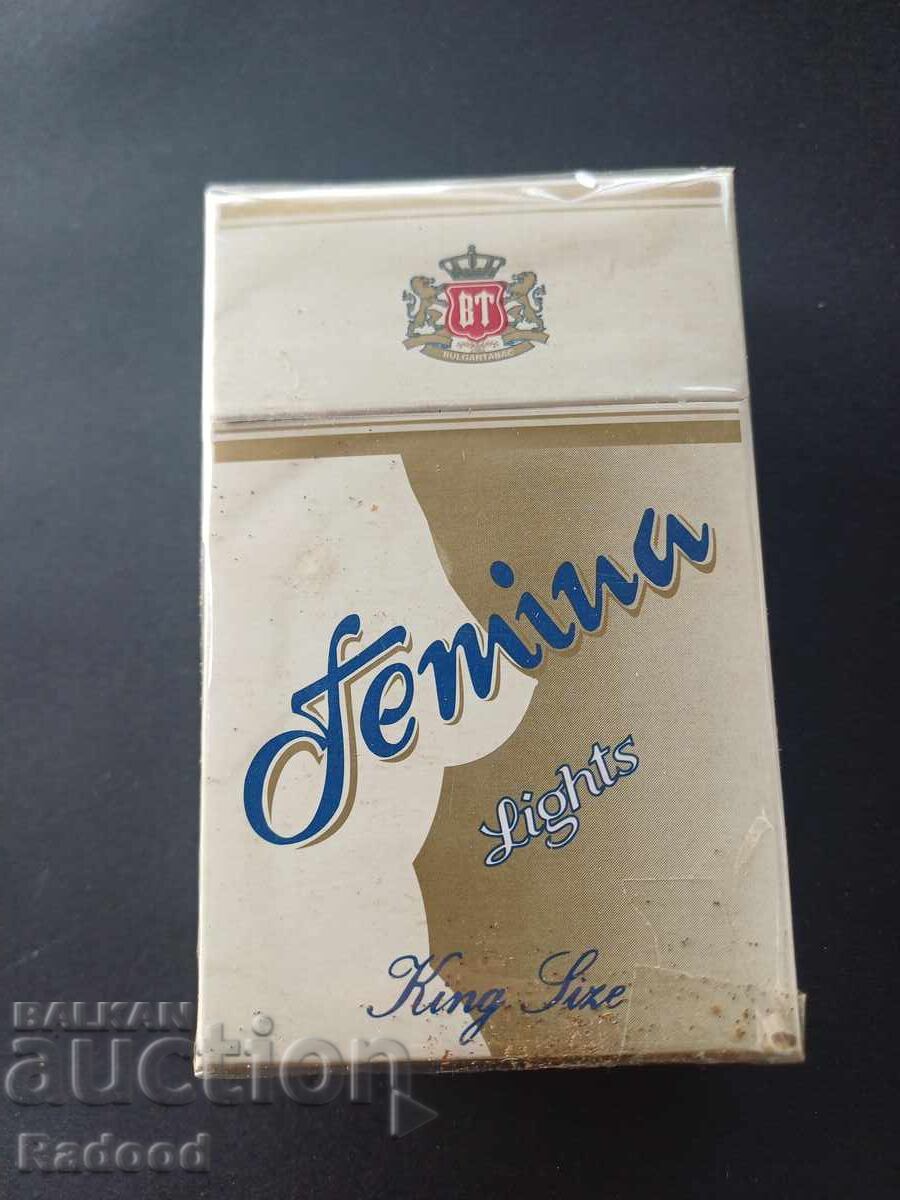 BT
BULGARTABAC
Femina
Lights
King Size
BALKAN
auction
Radood